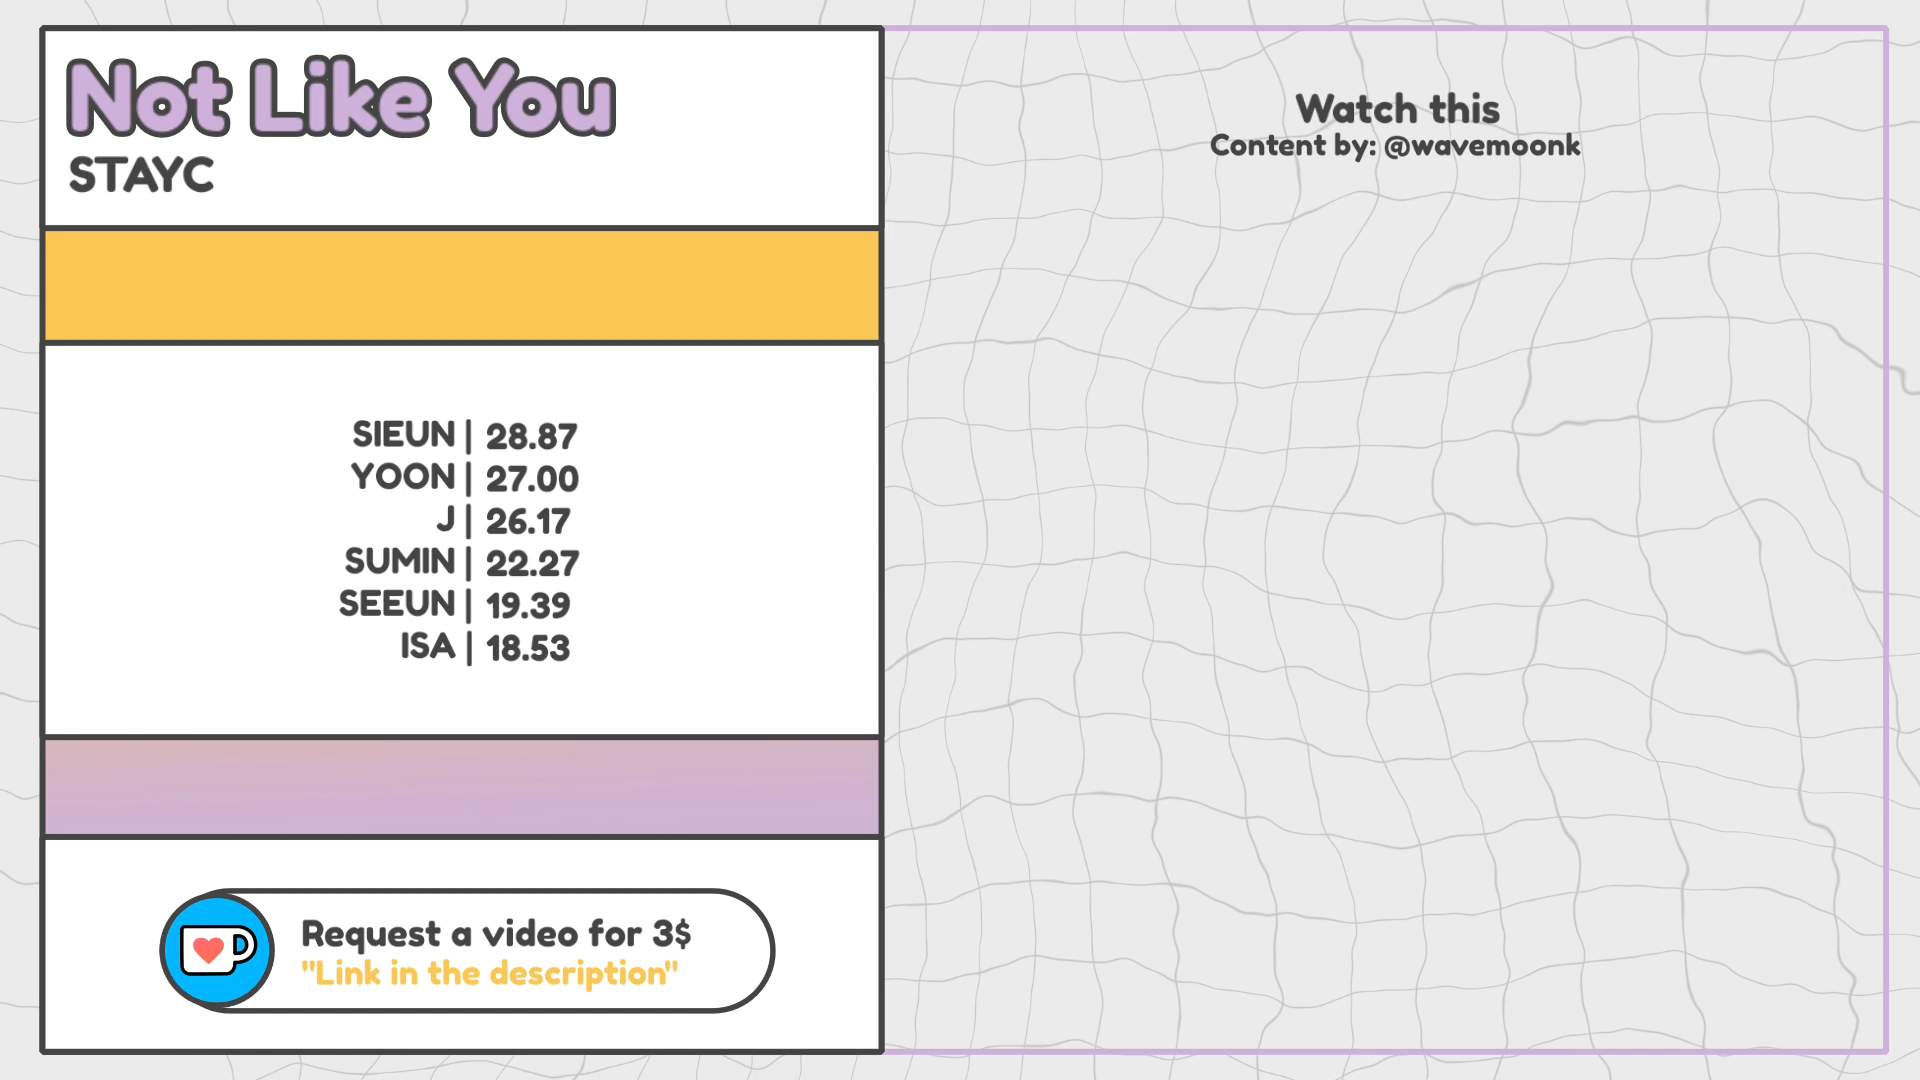 Not Like You
STAYC
SIEUN | 28.87
YOON | 27.00
J | 26.17
SUMIN | 22.27
SEEUN | 19.39
ISA | 18.53
Request a video for 3$
"Link in the description"
Watch this
Content by: @wavemoonk